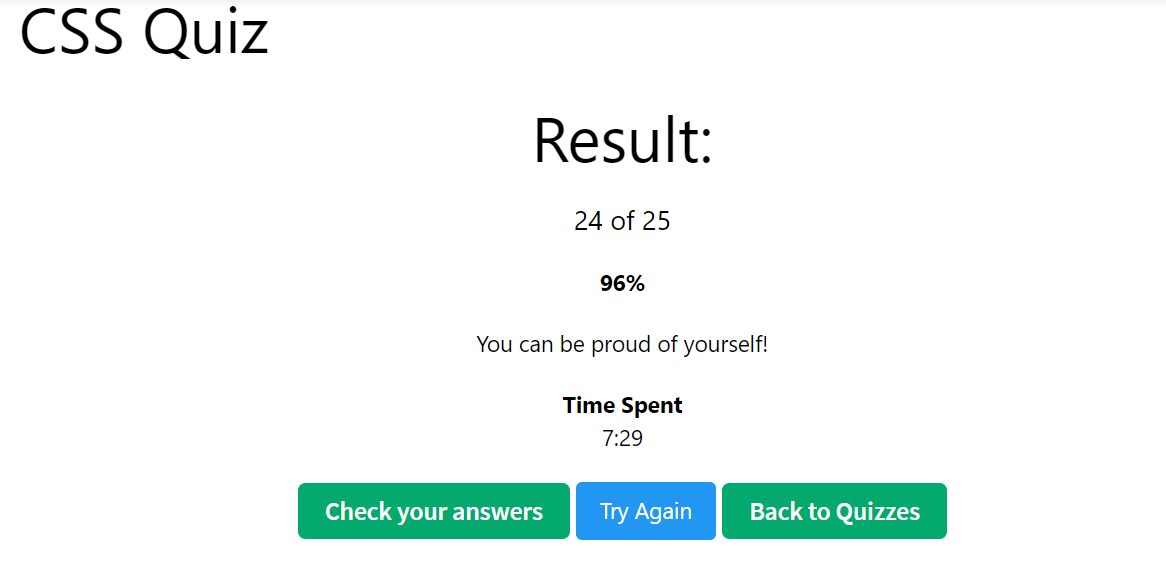 CSS Quiz
Result:
24 of 25
96%
You can be proud of yourself!
Time Spent
7:29
Check your answers Try Again Back to Quizzes